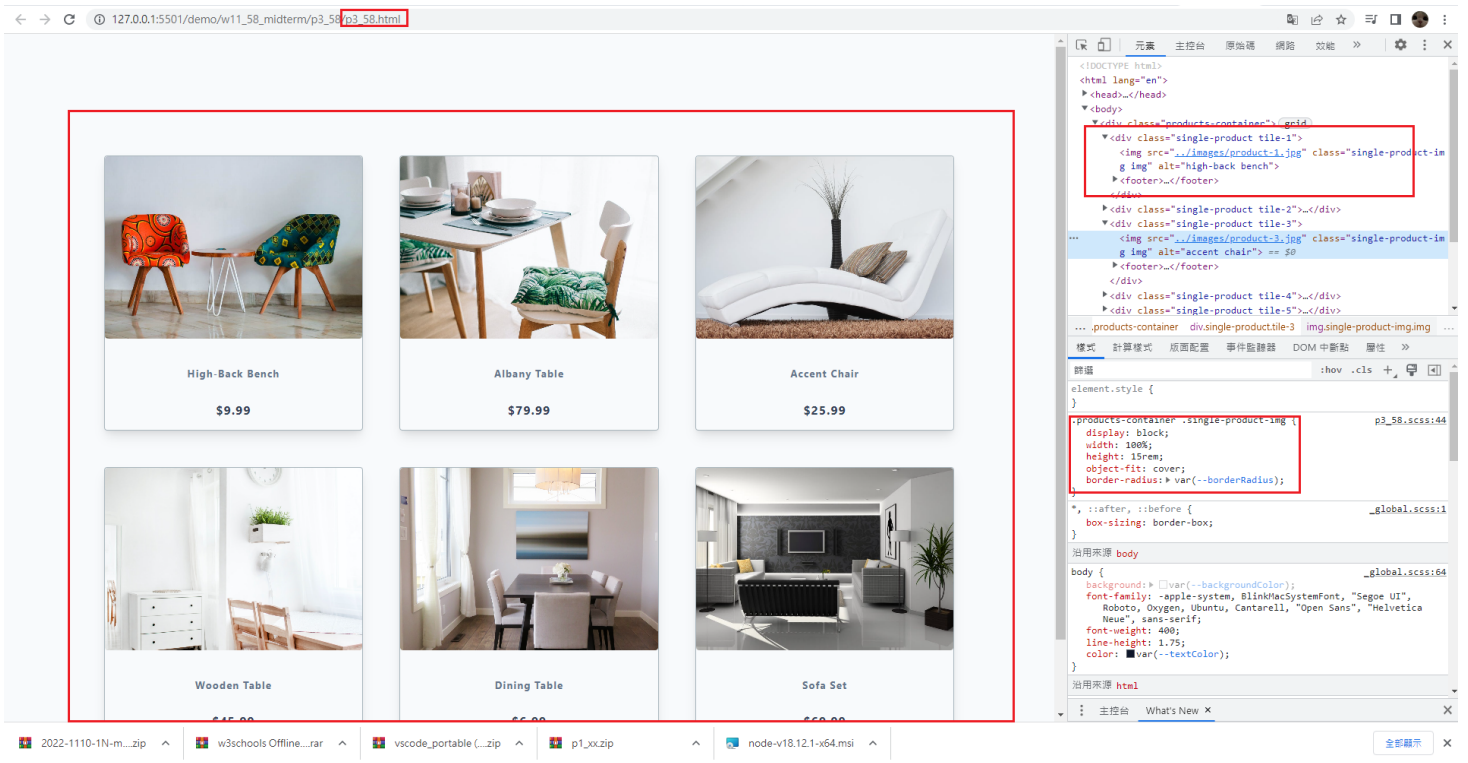 127.0.0.1:5501/demo/w11_58_midterm/p3_58/p3_58.html
High-Back Bench
$9.99
Albany Table
$79.99
Accent Chair
$25.99
Wooden Table
$45.99
Dining Table
$6.99
Sofa Set
$69.99
元素 主控台 原始碼 網路 效能 »
<!DOCTYPE html>
<html lang="en">
<head>…</head>
<body>
<div class="products-container"> grid
<div class="single-product tile-1">
<img src="../images/product-1.jpg" class="single-product-im
g img" alt="high-back bench">
<footer>…</footer>
</div>
<div class="single-product tile-2">…</div>
<div class="single-product tile-3">
<img src="../images/product-3.jpg" class="single-product-im
g img" alt="accent chair"> == $0
<footer>…</footer>
</div>
<div class="single-product tile-4">…</div>
<div class="single-product tile-5">…</div>
… .products-container div.single-product.tile-3 img.single-product-img.img …
樣式 計算樣式 版面配置 事件監聽器 DOM 中斷點 屬性 »
篩選 :hov .cls +
element.style {
}
.products-container .single-product-img { p3_58.scss:44
display: block;
width: 100%;
height: 15rem;
object-fit: cover;
border-radius: var(--borderRadius);
}
*, ::after, ::before { _global.scss:1
box-sizing: border-box;
}
沿用來源 body
body { _global.scss:64
background: var(--backgroundColor);
font-family: -apple-system, BlinkMacSystemFont, "Segoe UI",
Roboto, Oxygen, Ubuntu, Cantarell, "Open Sans", "Helvetica
Neue", sans-serif;
font-weight: 400;
line-height: 1.75;
color: var(--textColor);
}
沿用來源 html
主控台 What's New ×
2022-1110-1N-m....zip
w3schools Offline....rar
vscode_portable (....zip
p1_xx.zip
node-v18.12.1-x64.msi
全部顯示